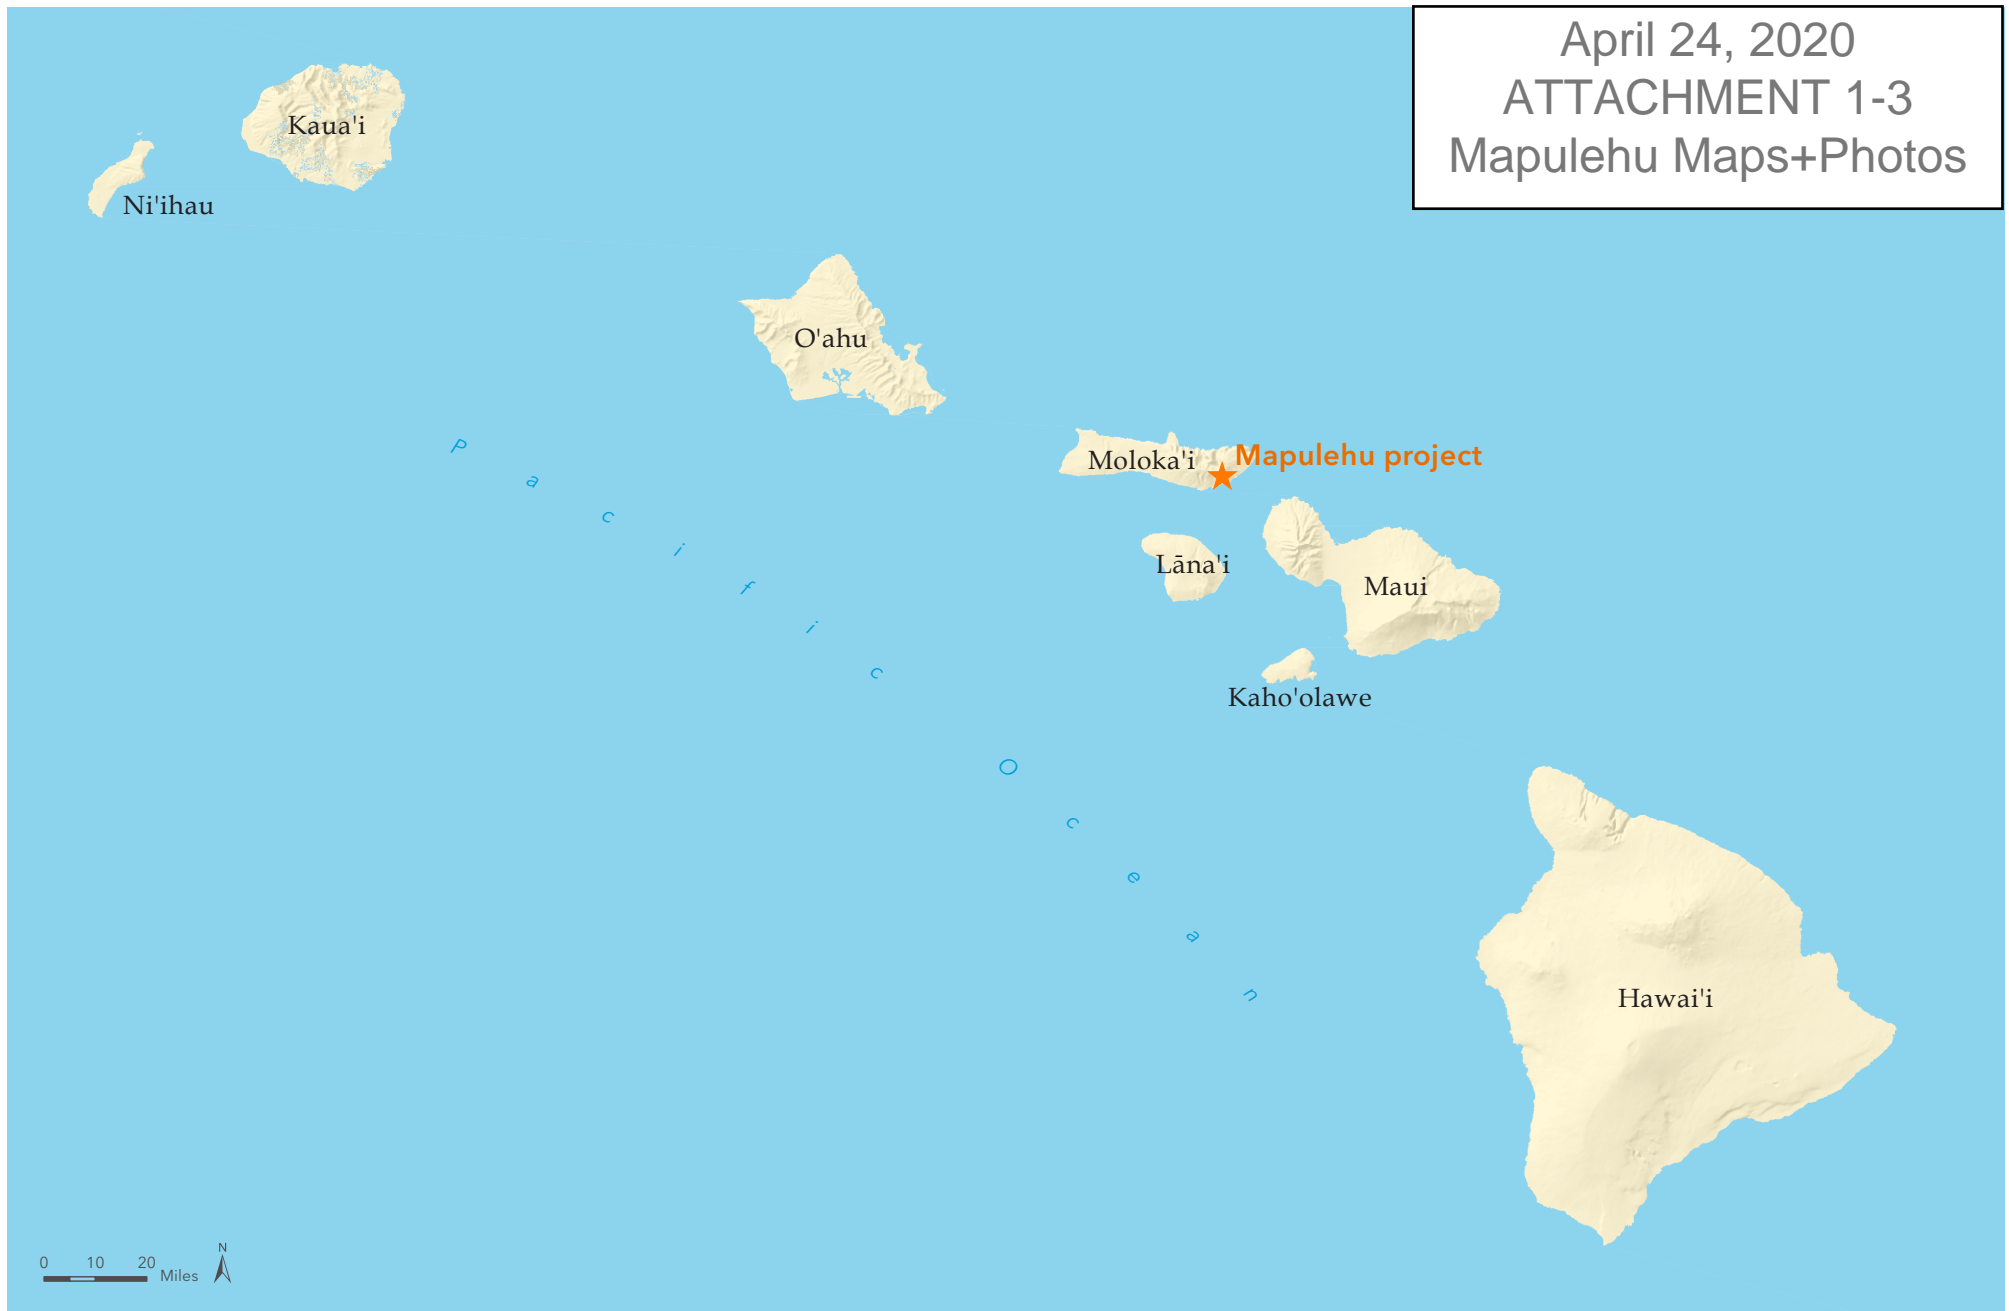 April 24, 2020
ATTACHMENT 1-3
Mapulehu Maps+Photos
Kaua'i
Ni'ihau
O'ahu
Moloka'i
Mapulehu project
Lāna'i
Maui
Kaho'olawe
Pacific Ocean
Hawai'i
0 10 20 Miles
N